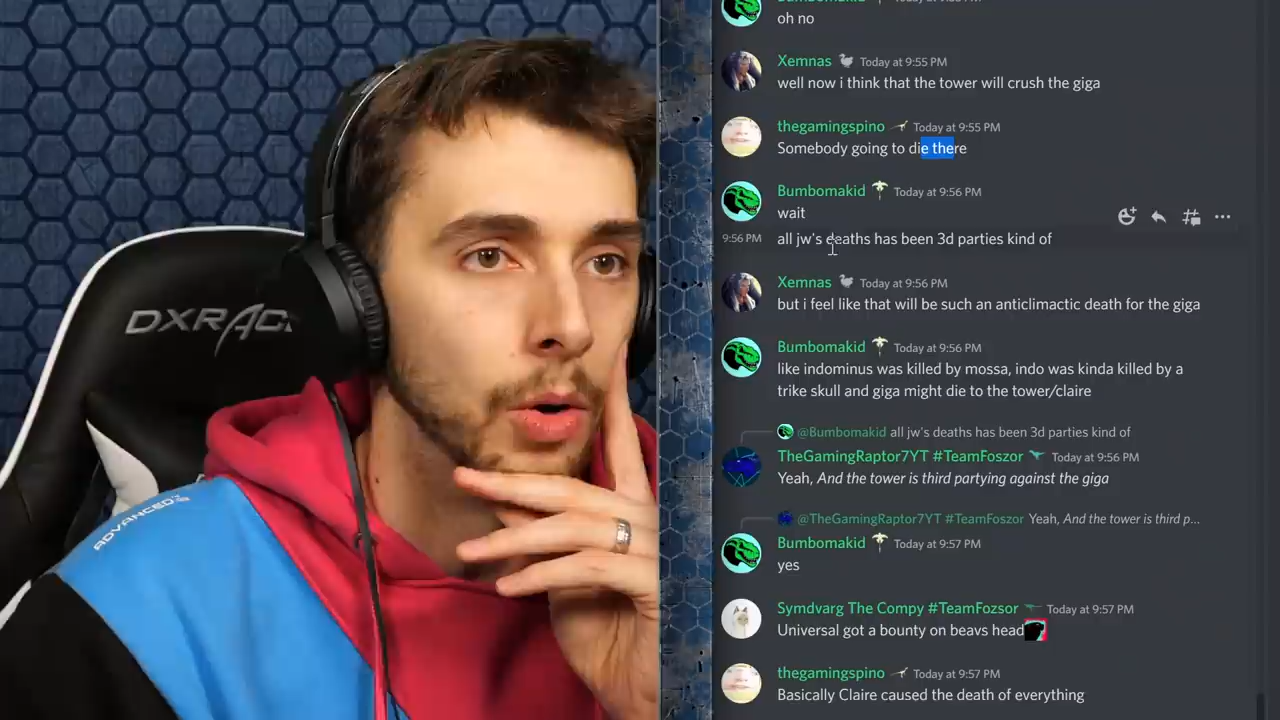 DXRAC
ADVANCED
oh no
Xemnas Today at 9:55 PM
well now i think that the tower will crush the giga
thegamingspino Today at 9:55 PM
Somebody going to die there
Bumbomakid Today at 9:56 PM
wait
9:56 PM all jw's deaths has been 3d parties kind of
Xemnas Today at 9:56 PM
but i feel like that will be such an anticlimactic death for the giga
Bumbomakid Today at 9:56 PM
like indominus was killed by mossa, indo was kinda killed by a
trike skull and giga might die to the tower/claire
@Bumbomakid all jw's deaths has been 3d parties kind of
TheGamingRaptor7YT #TeamFoszor Today at 9:56 PM
Yeah, And the tower is third partying against the giga
@TheGamingRaptor7YT #TeamFoszor Yeah, And the tower is third p...
Bumbomakid Today at 9:57 PM
yes
Symdvarg The Compy #TeamFozsor Today at 9:57 PM
Universal got a bounty on beavs head
thegamingspino Today at 9:57 PM
Basically Claire caused the death of everything